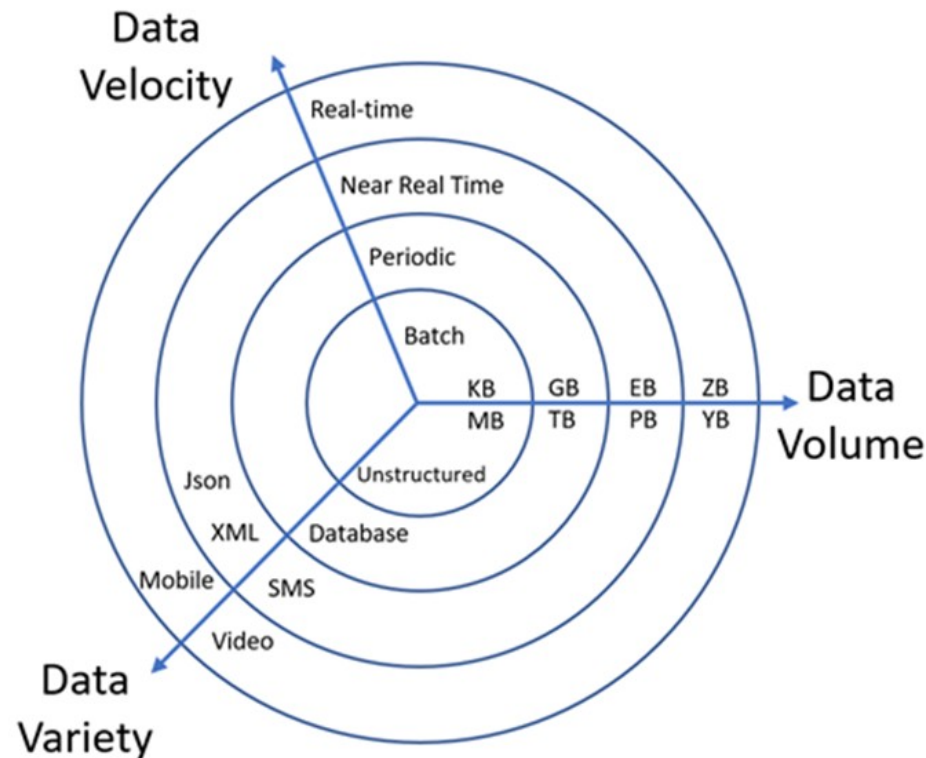 Data
Velocity
Real-time
Near Real Time
Periodic
Batch
KB GB EB ZB
MB TB PB YB
Data
Volume
Unstructured
Json
XML Database
Mobile SMS
Video
Data
Variety